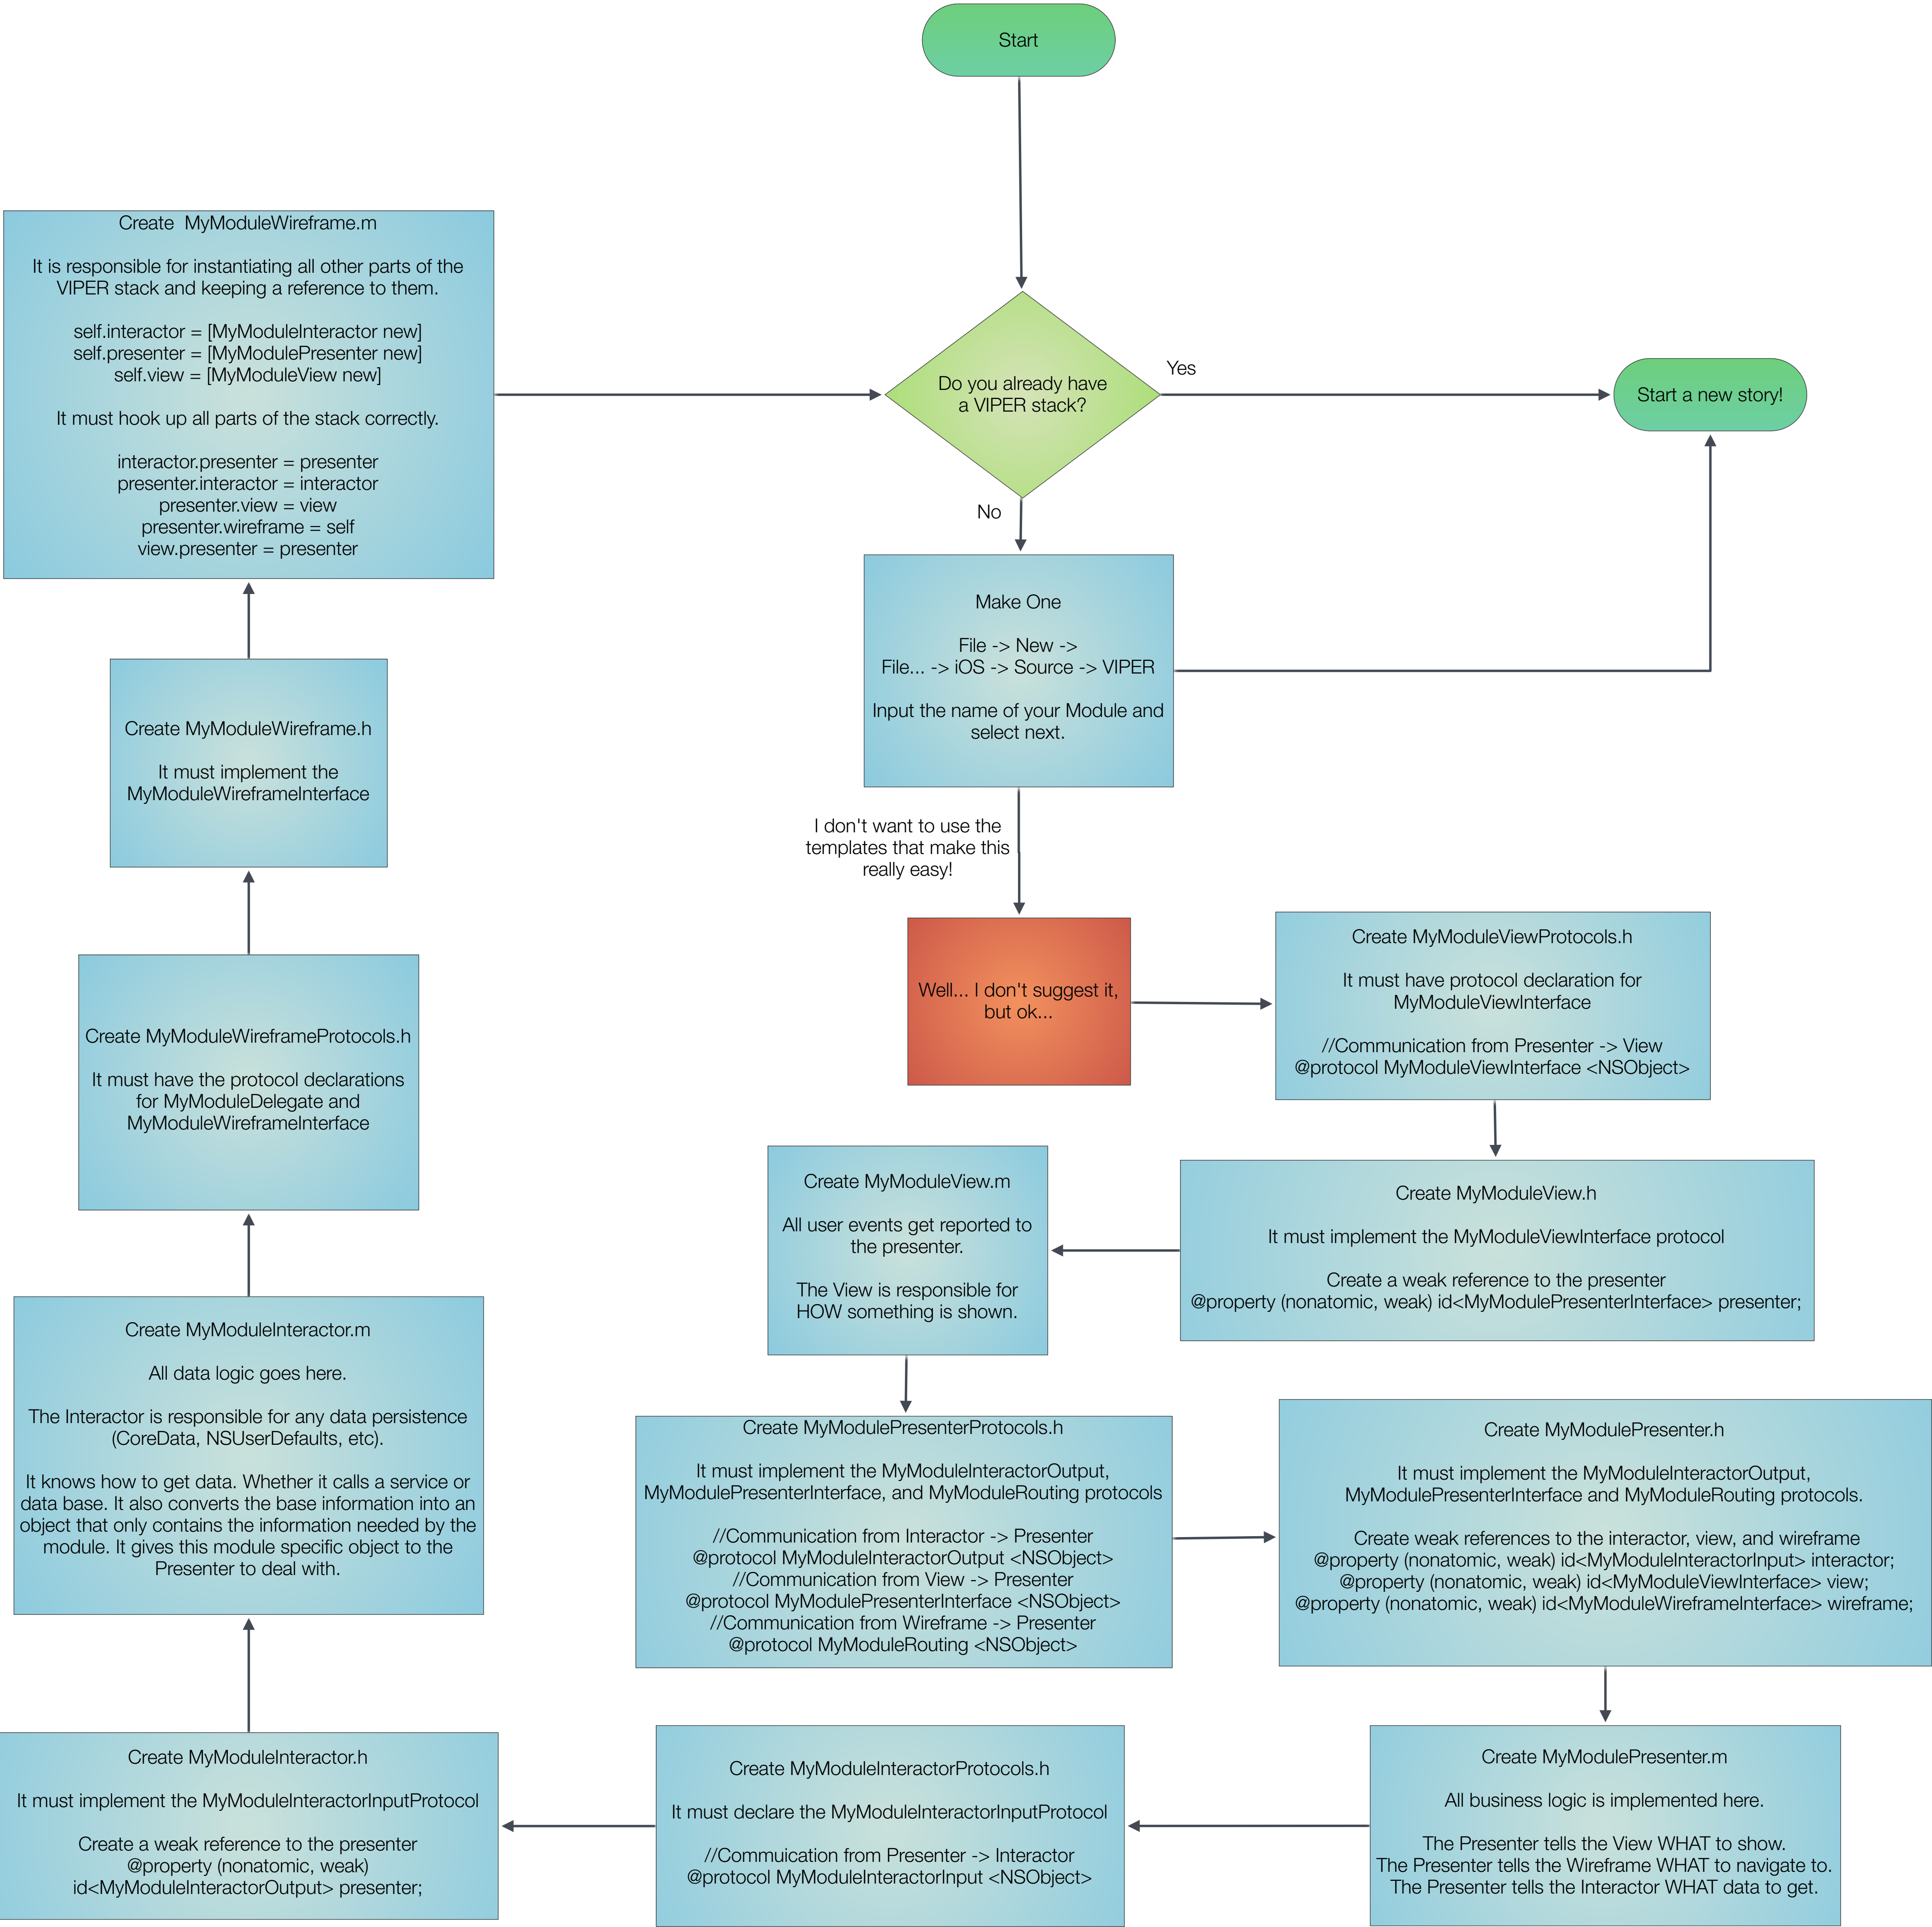 Start
Do you already have
a VIPER stack?
Yes
Start a new story!
No
Make One
File -> New ->
File... -> iOS -> Source -> VIPER
Input the name of your Module and
select next.
I don't want to use the
templates that make this
really easy!
Well... I don't suggest it,
but ok...
Create MyModuleViewProtocols.h
It must have protocol declaration for
MyModuleViewInterface
//Communication from Presenter -> View
@protocol MyModuleViewInterface <NSObject>
Create MyModuleView.h
It must implement the MyModuleViewInterface protocol
Create a weak reference to the presenter
@property (nonatomic, weak) id<MyModulePresenterInterface> presenter;
Create MyModuleView.m
All user events get reported to
the presenter.
The View is responsible for
HOW something is shown.
Create MyModulePresenterProtocols.h
It must implement the MyModuleInteractorOutput,
MyModulePresenterInterface, and MyModuleRouting protocols
//Communication from Interactor -> Presenter
@protocol MyModuleInteractorOutput <NSObject>
//Communication from View -> Presenter
@protocol MyModulePresenterInterface <NSObject>
//Communication from Wireframe -> Presenter
@protocol MyModuleRouting <NSObject>
Create MyModulePresenter.h
It must implement the MyModuleInteractorOutput,
MyModulePresenterInterface and MyModuleRouting protocols.
Create weak references to the interactor, view, and wireframe
@property (nonatomic, weak) id<MyModuleInteractorInput> interactor;
@property (nonatomic, weak) id<MyModuleViewInterface> view;
@property (nonatomic, weak) id<MyModuleWireframeInterface> wireframe;
Create MyModulePresenter.m
All business logic is implemented here.
The Presenter tells the View WHAT to show.
The Presenter tells the Wireframe WHAT to navigate to.
The Presenter tells the Interactor WHAT data to get.
Create MyModuleInteractorProtocols.h
It must declare the MyModuleInteractorInputProtocol
//Commuication from Presenter -> Interactor
@protocol MyModuleInteractorInput <NSObject>
Create MyModuleInteractor.h
It must implement the MyModuleInteractorInputProtocol
Create a weak reference to the presenter
@property (nonatomic, weak)
id<MyModuleInteractorOutput> presenter;
Create MyModuleInteractor.m
All data logic goes here.
The Interactor is responsible for any data persistence
(CoreData, NSUserDefaults, etc).
It knows how to get data. Whether it calls a service or
data base. It also converts the base information into an
object that only contains the information needed by the
module. It gives this module specific object to the
Presenter to deal with.
Create MyModuleWireframeProtocols.h
It must have the protocol declarations
for MyModuleDelegate and
MyModuleWireframeInterface
Create MyModuleWireframe.h
It must implement the
MyModuleWireframeInterface
Create  MyModuleWireframe.m
It is responsible for instantiating all other parts of the
VIPER stack and keeping a reference to them.
self.interactor = [MyModuleInteractor new]
self.presenter = [MyModulePresenter new]
self.view = [MyModuleView new]
It must hook up all parts of the stack correctly.
interactor.presenter = presenter
presenter.interactor = interactor
presenter.view = view
presenter.wireframe = self
view.presenter = presenter